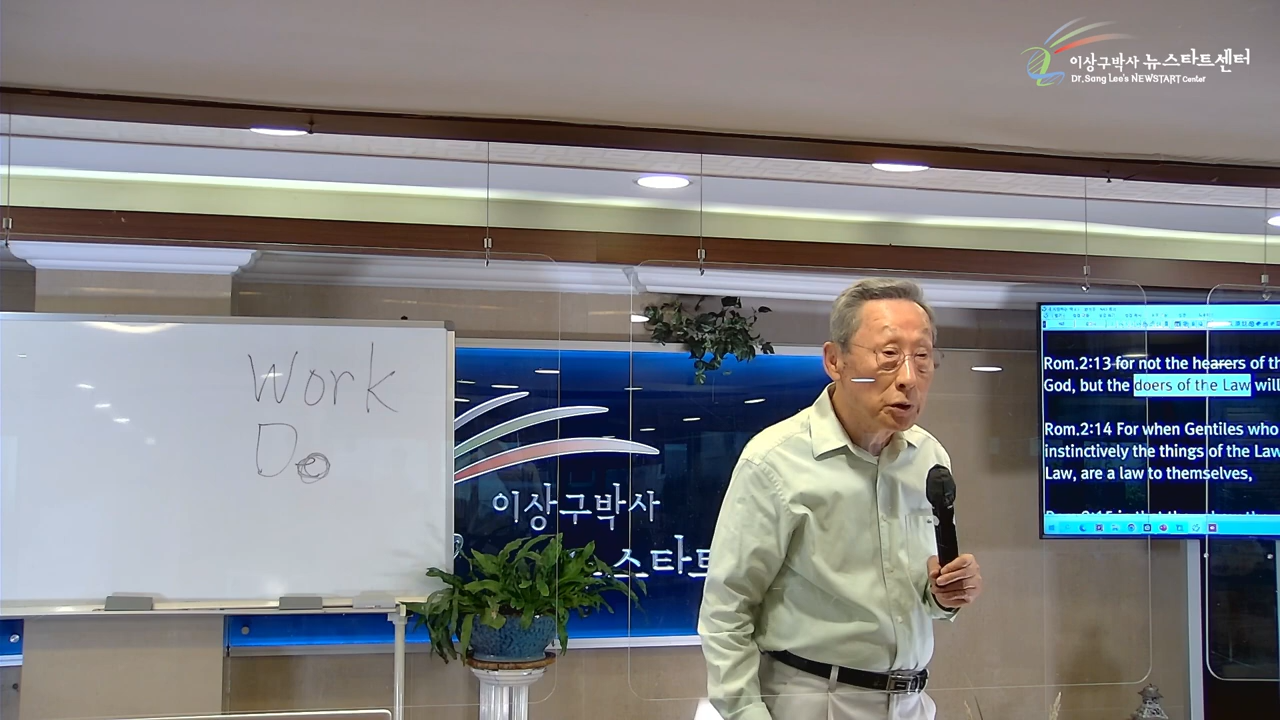 이상구박사 뉴스타트센터
Dr. Sang Lee's NEWSTART Center
Work
Do
이상구박사
스타트
Rom.2:13 for not the hearers of th
God, but the doers of the Law will
Rom.2:14 For when Gentiles who
instinctively the things of the Law
Law, are a law to themselves,